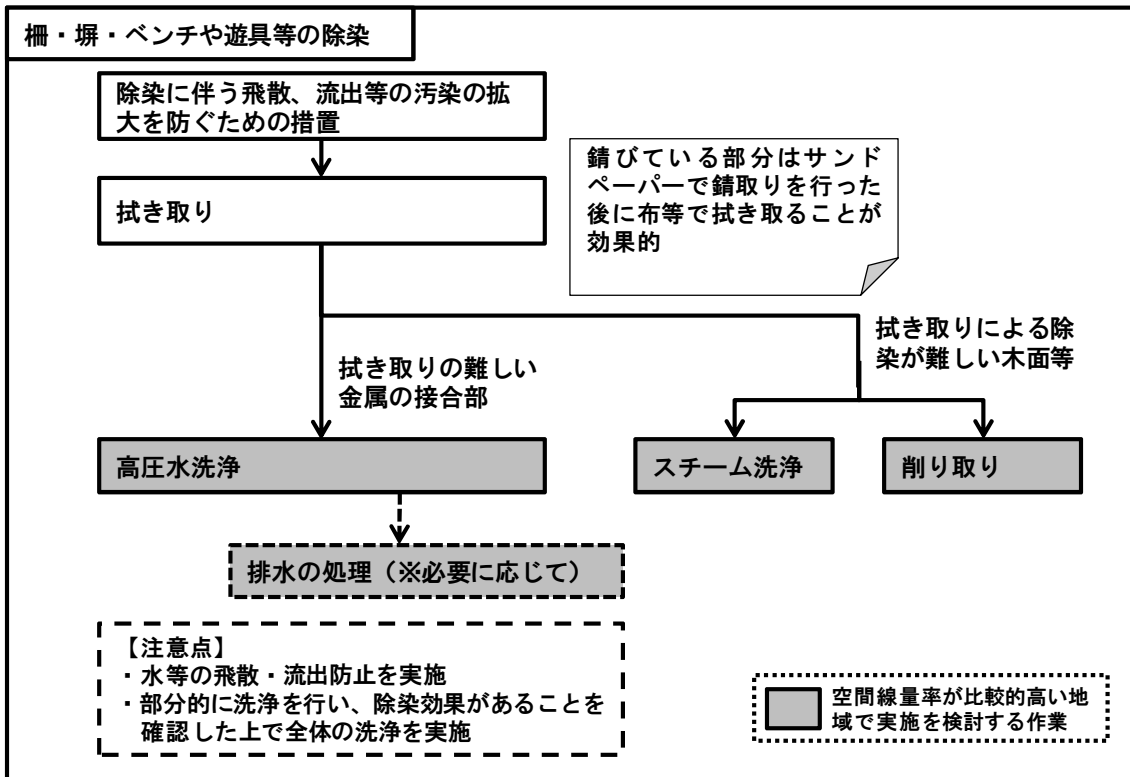 柵・塀・ベンチや遊具等の除染
除染に伴う飛散、流出等の汚染の拡
大を防ぐための措置
拭き取り
錆びている部分はサンド
ペーパーで錆取りを行った
後に布等で拭き取ることが
効果的
拭き取りの難しい
金属の接合部
拭き取りによる除
染が難しい木面等
高圧水洗浄
スチーム洗浄
削り取り
排水の処理（※必要に応じて）
【注意点】
・水等の飛散・流出防止を実施
・部分的に洗浄を行い、除染効果があることを
確認した上で全体の洗浄を実施
空間線量率が比較的高い地
域で実施を検討する作業